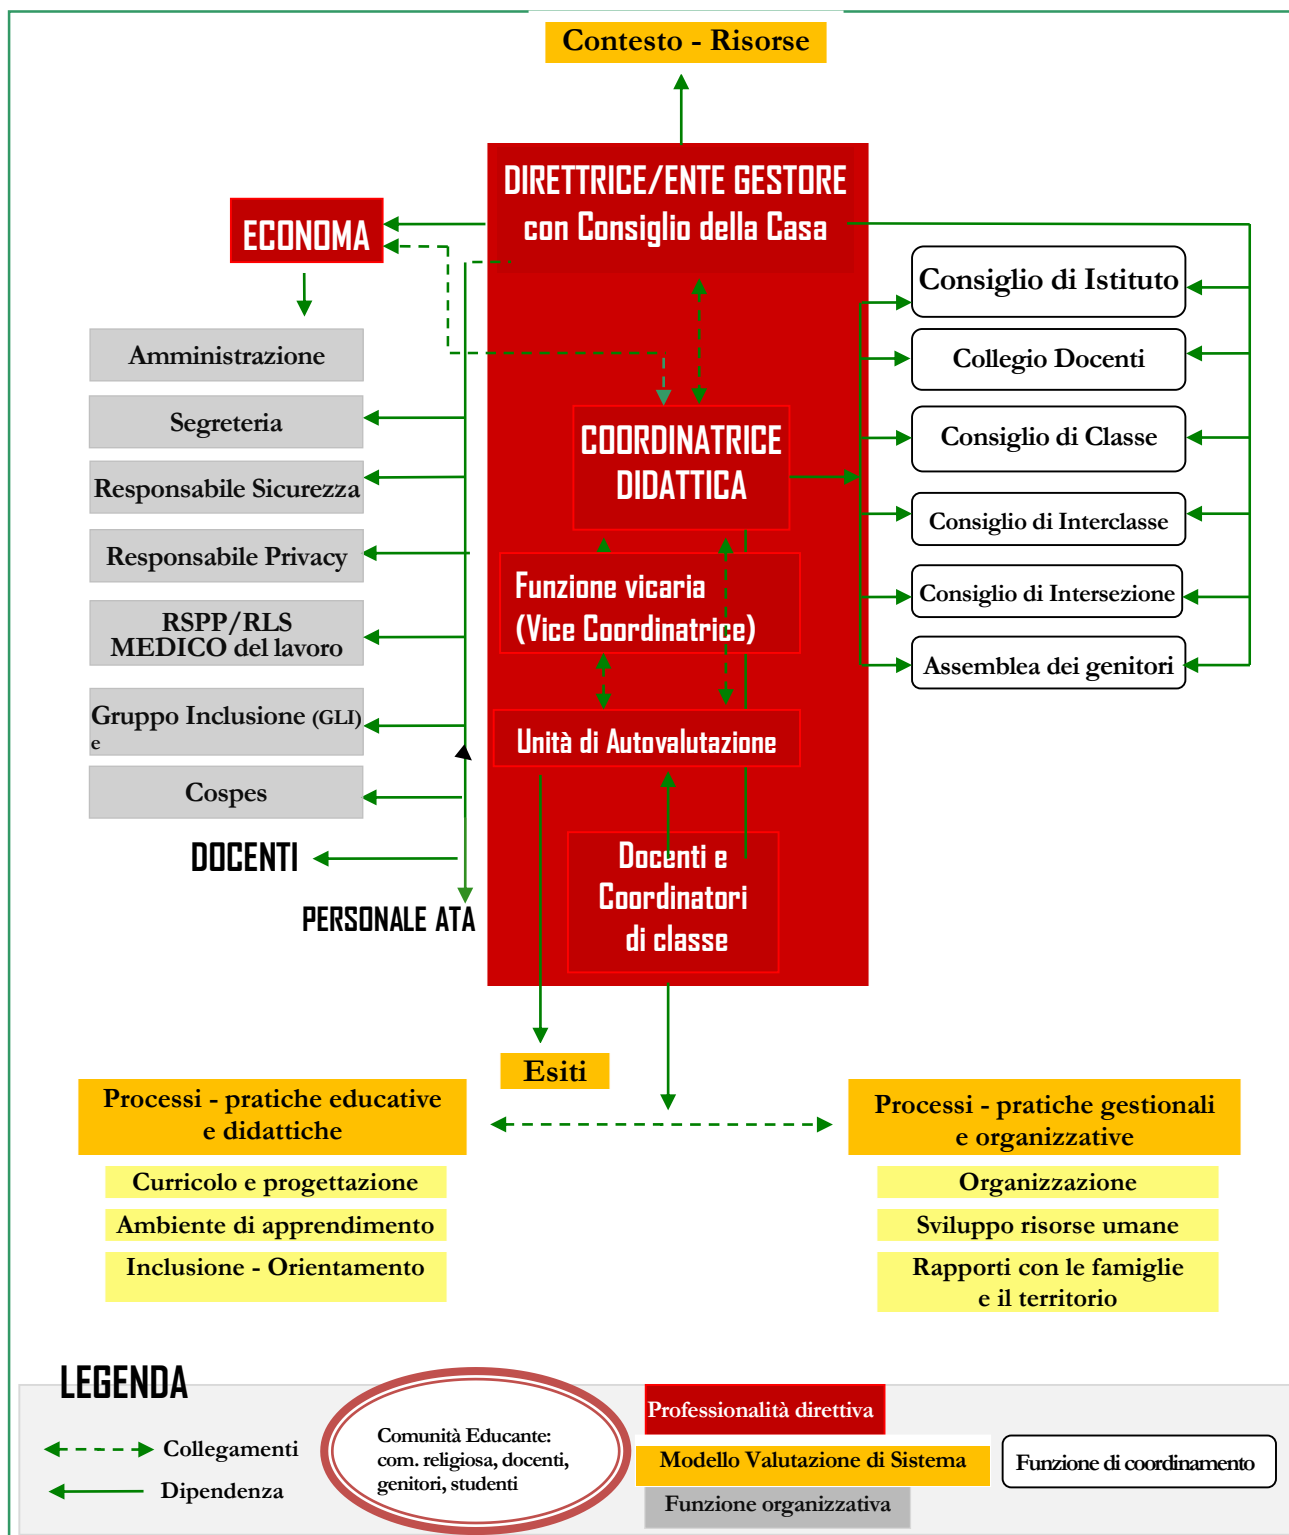 Contesto - Risorse
DIRETTRICE/ENTE GESTORE
con Consiglio della Casa
ECONOMA
Amministrazione
Segreteria
Responsabile Sicurezza
Responsabile Privacy
RSPP/RLS
MEDICO del lavoro
Gruppo Inclusione (GLI)
e
Cospes
DOCENTI
PERSONALE ATA
COORDINATRICE
DIDATTICA
Funzione vicaria
(Vice Coordinatrice)
Unità di Autovalutazione
Docenti e
Coordinatori
di classe
Consiglio di Istituto
Collegio Docenti
Consiglio di Classe
Consiglio di Interclasse
Consiglio di Intersezione
Assemblea dei genitori
Esiti
Processi - pratiche educative
e didattiche
Curricolo e progettazione
Ambiente di apprendimento
Inclusione - Orientamento
Processi - pratiche gestionali
e organizzative
Organizzazione
Sviluppo risorse umane
Rapporti con le famiglie
e il territorio
LEGENDA
Collegamenti
Dipendenza
Comunità Educante:
com. religiosa, docenti,
genitori, studenti
Professionalità direttiva
Modello Valutazione di Sistema
Funzione organizzativa
Funzione di coordinamento